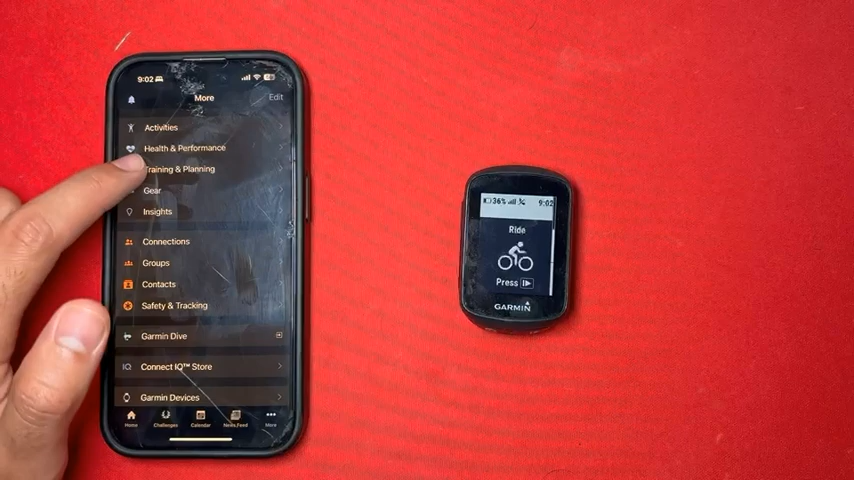 9:02
More
Edit
Activities
Health & Performance
Training & Planning
Gear
Insights
Connections
Groups
Contacts
Safety & Tracking
Garmin Dive
IQ Connect IQ™ Store
Garmin Devices
Home Challenges Calendar News Feed More
36% 9:02
Ride
Press
GARMIN